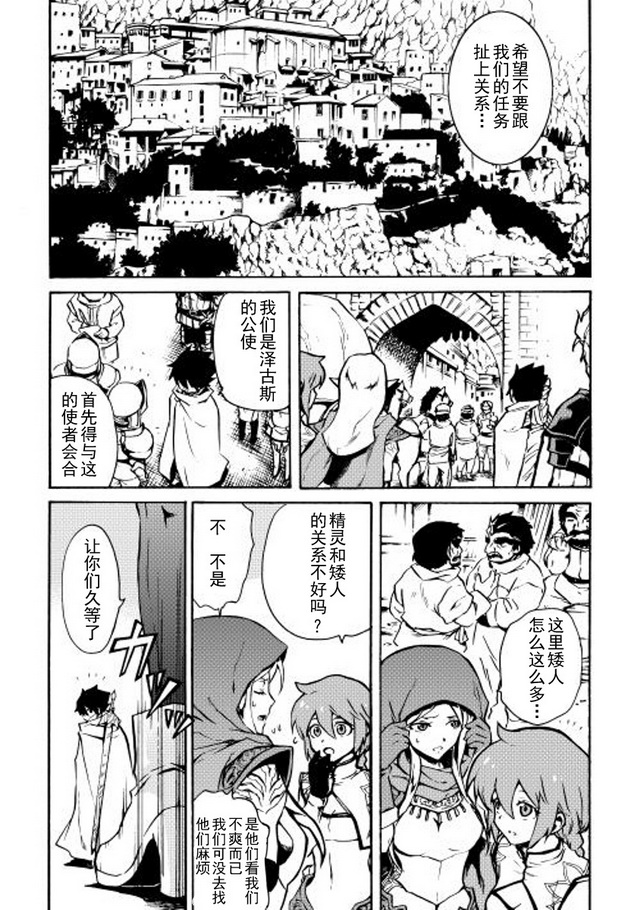 希望不要跟
我们的任务
扯上关系…
我们是泽古斯
的公使
首先得与这
的使者会合
这里矮人
怎么这么多…
精灵和矮人
的关系不好吗？
不　不是
是他们看我们
不爽而已
我们可没去找
他们麻烦
让你们久等了
ガッ